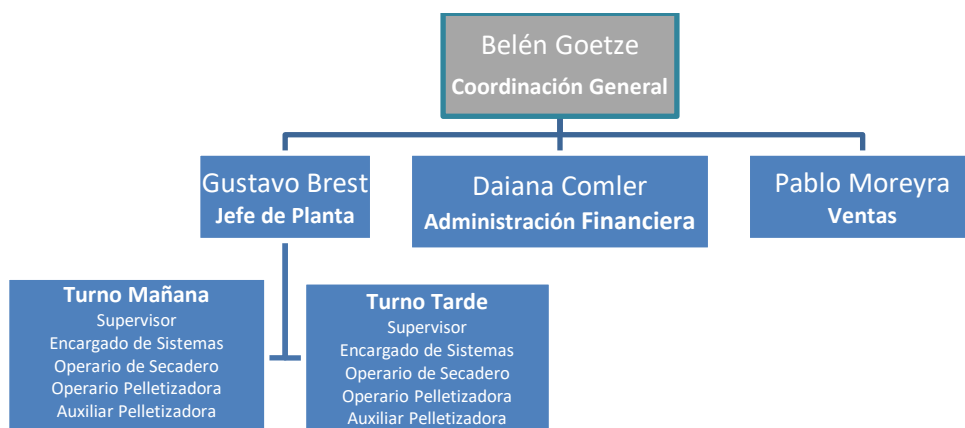 Belén Goetze
Coordinación General
Gustavo Brest
Jefe de Planta
Daiana Comler
Administración Financiera
Pablo Moreyra
Ventas
Turno Mañana
Supervisor
Encargado de Sistemas
Operario de Secadero
Operario Pelletizadora
Auxiliar Pelletizadora
Turno Tarde
Supervisor
Encargado de Sistemas
Operario de Secadero
Operario Pelletizadora
Auxiliar Pelletizadora